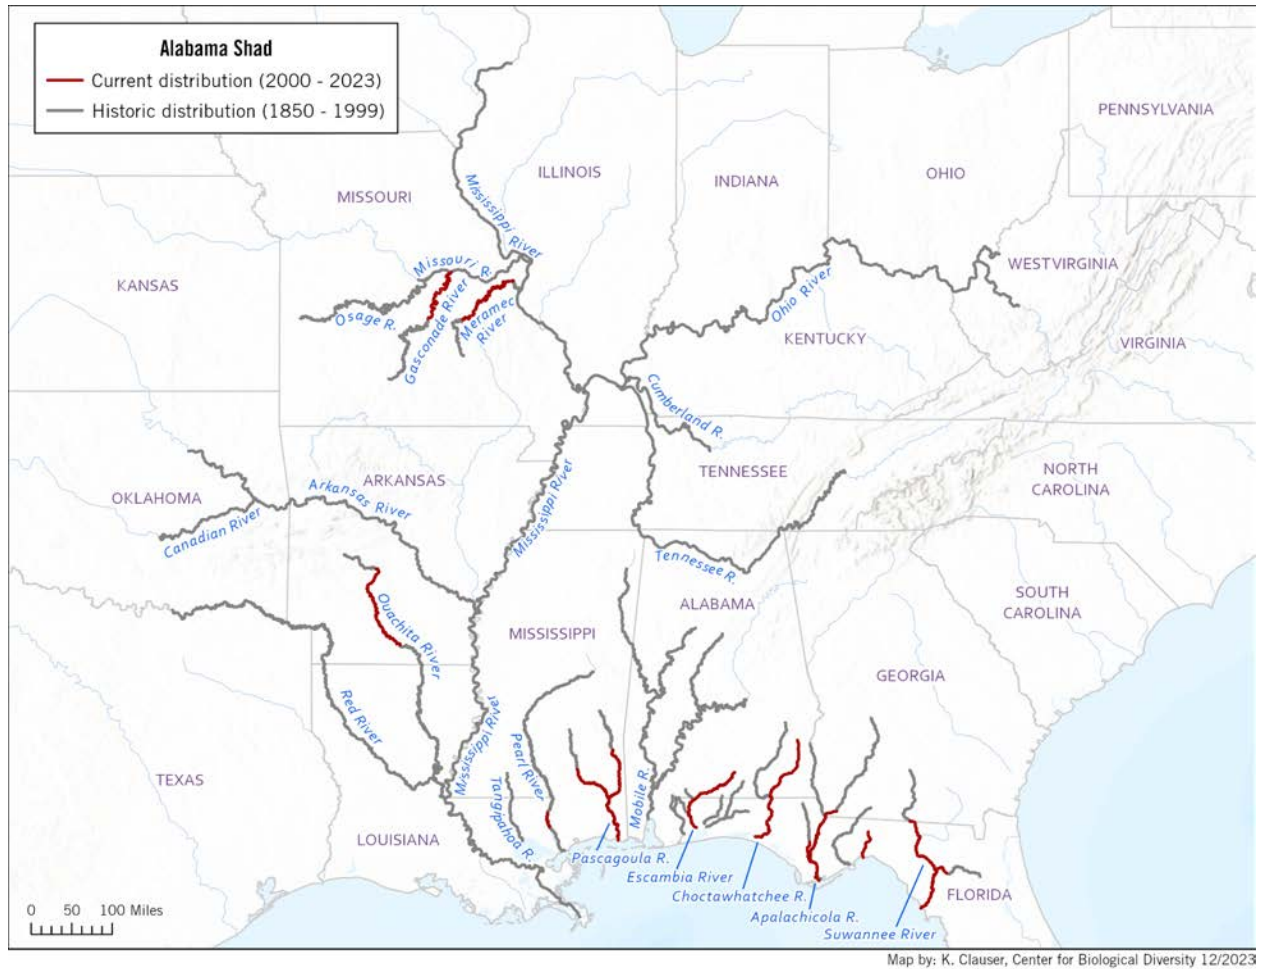 Alabama Shad
Current distribution (2000 - 2023)
Historic distribution (1850 - 1999)
PENNSYLVANIA
ILLINOIS
INDIANA
OHIO
MISSOURI
Mississippi River
WEST VIRGINIA
Missouri R.
KANSAS
Ohio River
Osage R.
Gasconade River
Meramec
River
KENTUCKY
VIRGINIA
Cumberland R.
TENNESSEE
NORTH
CAROLINA
ARKANSAS
Arkansas River
OKLAHOMA
Canadian River
Mississippi River
Tennessee R.
ALABAMA
SOUTH
CAROLINA
Ouachita River
MISSISSIPPI
GEORGIA
Red River
Mississippi River
Pearl River
Tangipahoa R.
Mobile R.
TEXAS
LOUISIANA
Pascagoula R.
Escambia River
Choctawhatchee R.
Apalachicola R.
Suwannee River
FLORIDA
0 50 100 Miles
Map by: K. Clauser, Center for Biological Diversity 12/2023